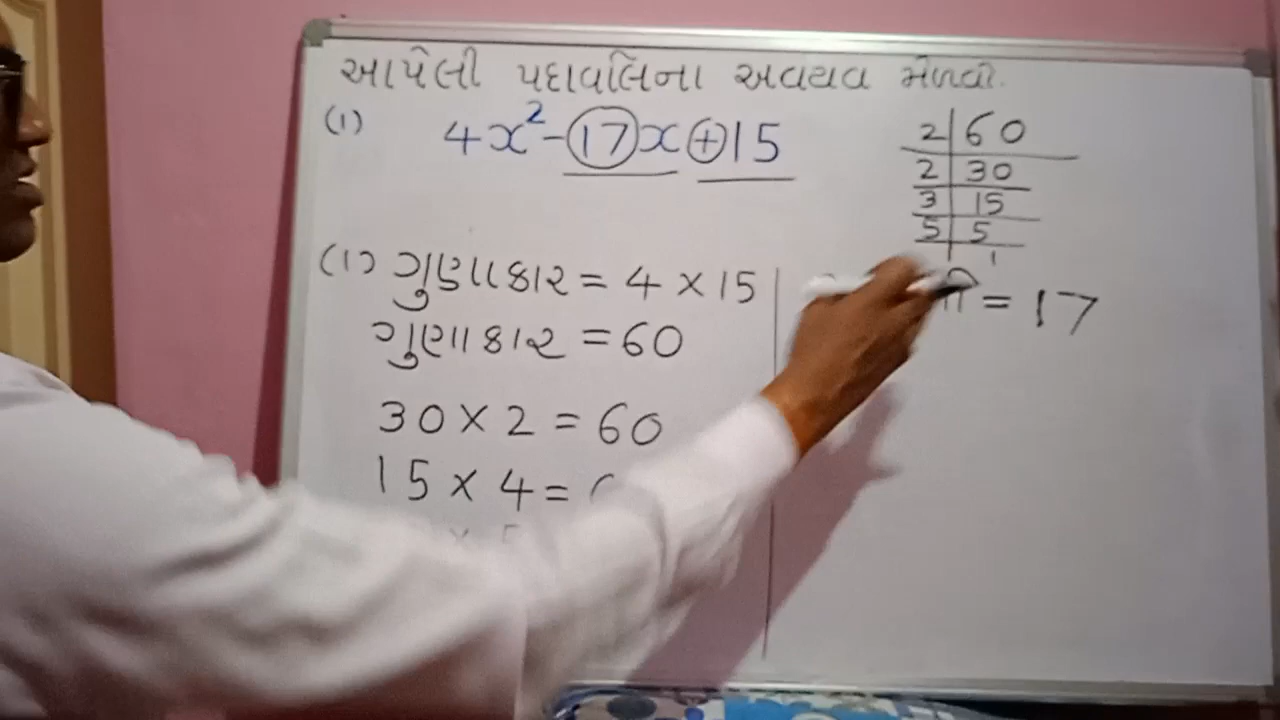 આપેલી પદાવલિના અવયવ મેળવો.
(1) 4x²-17x+15
2 | 60
2 | 30
3 | 15
5 | 5
1
(1) ગુણાકાર = 4 × 15
ગુણાકાર = 60
30 × 2 = 60
15 × 4 =
× 5
= 17